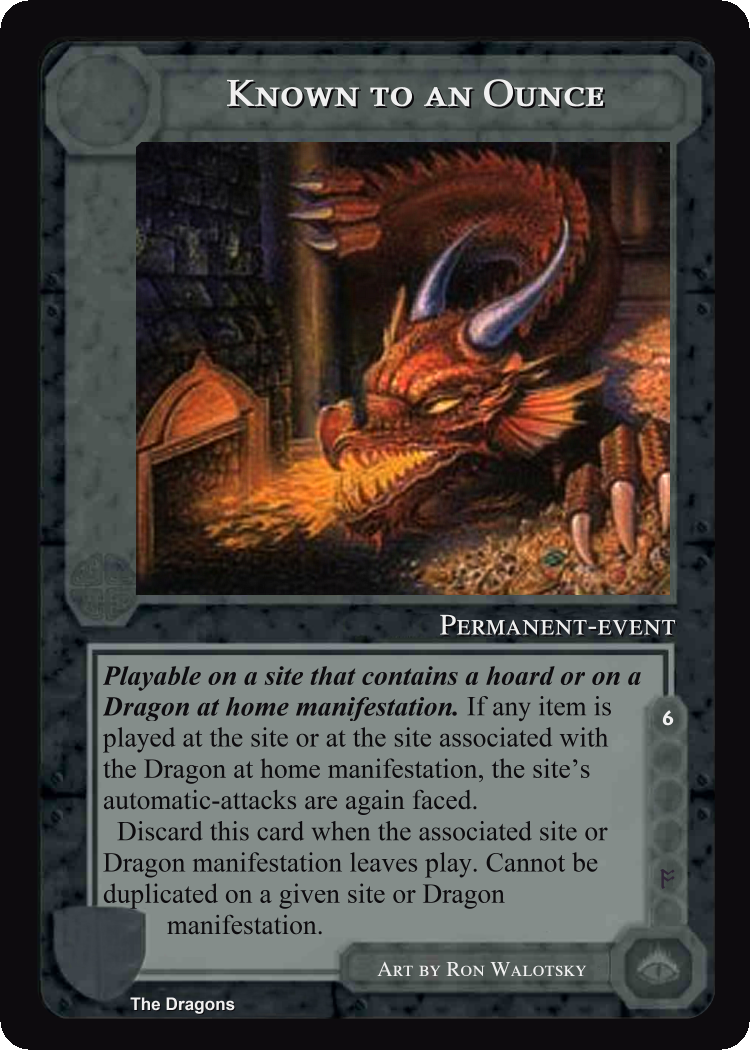 Known to an Ounce
Permanent-event
Playable on a site that contains a hoard or on a
Dragon at home manifestation. If any item is
played at the site or at the site associated with
the Dragon at home manifestation, the site's
automatic-attacks are again faced.
Discard this card when the associated site or
Dragon manifestation leaves play. Cannot be
duplicated on a given site or Dragon
manifestation.
6
Art by Ron Walotsky
The Dragons